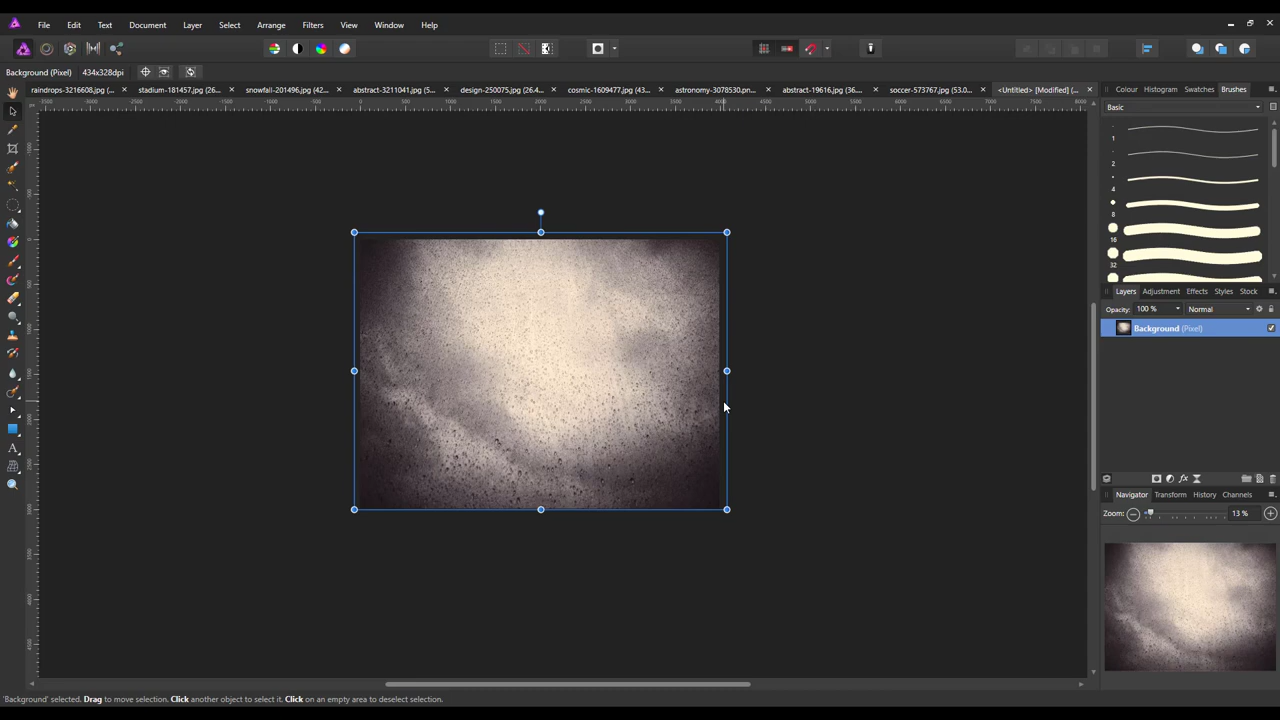 File Edit Text Document Layer Select Arrange Filters View Window Help
Background (Pixel) 434x328dpi
raindrops-3216608.jpg (... stadium-181457.jpg (26... snowfall-201496.jpg (42... abstract-3211041.jpg (5... design-250075.jpg (26.4... cosmic-1609477.jpg (43... astronomy-3078530.pn... abstract-19616.jpg (36.... soccer-573767.jpg (53.0... <Untitled> [Modified] (...
Colour Histogram Swatches Brushes
Basic
1
2
4
8
16
32
Layers Adjustment Effects Styles Stock
Opacity: 100 % Normal
Background (Pixel)
Navigator Transform History Channels
Zoom: 13 %
'Background' selected. Drag to move selection. Click another object to select it. Click on an empty area to deselect selection.